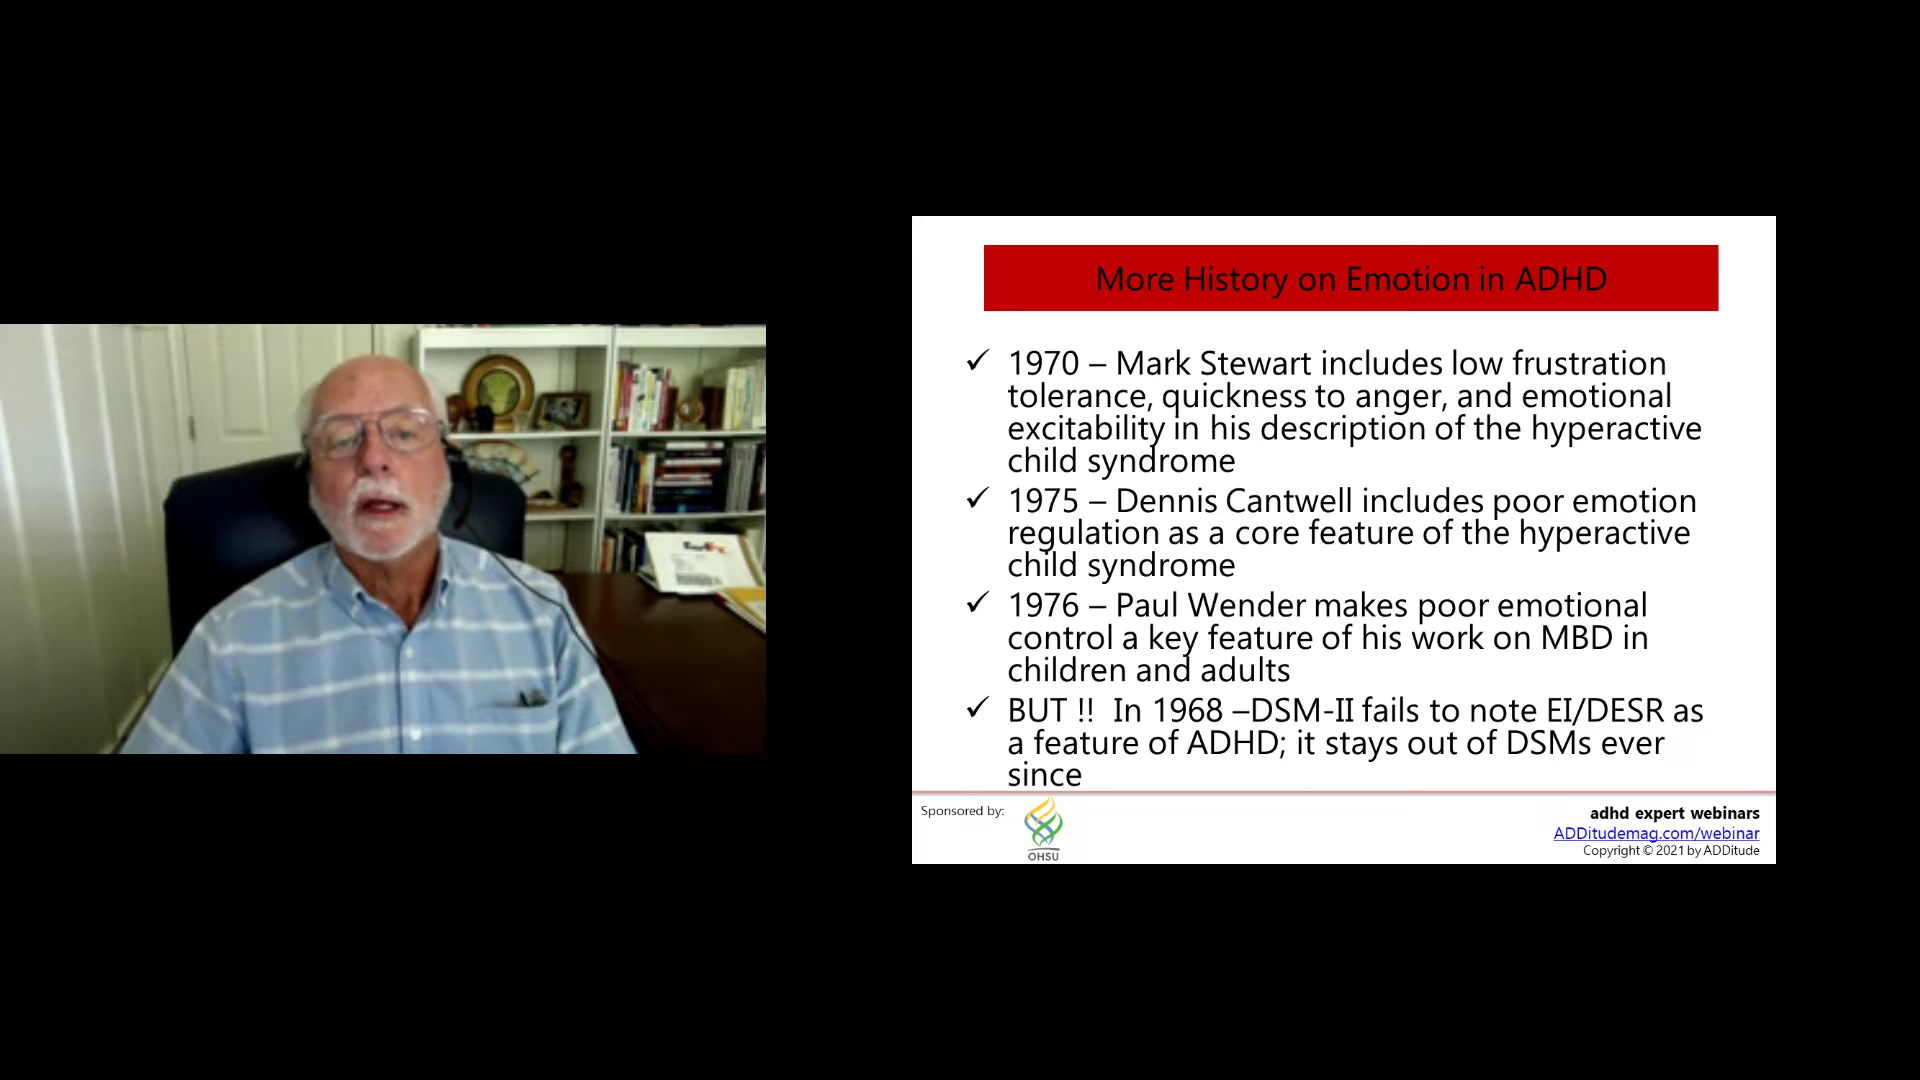 More History on Emotion in ADHD
✓ 1970 – Mark Stewart includes low frustration
tolerance, quickness to anger, and emotional
excitability in his description of the hyperactive
child syndrome
✓ 1975 – Dennis Cantwell includes poor emotion
regulation as a core feature of the hyperactive
child syndrome
✓ 1976 – Paul Wender makes poor emotional
control a key feature of his work on MBD in
children and adults
✓ BUT !! In 1968 –DSM-II fails to note EI/DESR as
a feature of ADHD; it stays out of DSMs ever
since
Sponsored by:
OHSU
adhd expert webinars
ADDitudemag.com/webinar
Copyright © 2021 by ADDitude